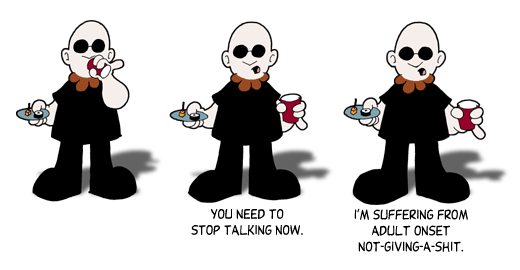 YOU NEED TO
STOP TALKING NOW.
I'M SUFFERING FROM
ADULT ONSET
NOT-GIVING-A-SHIT.